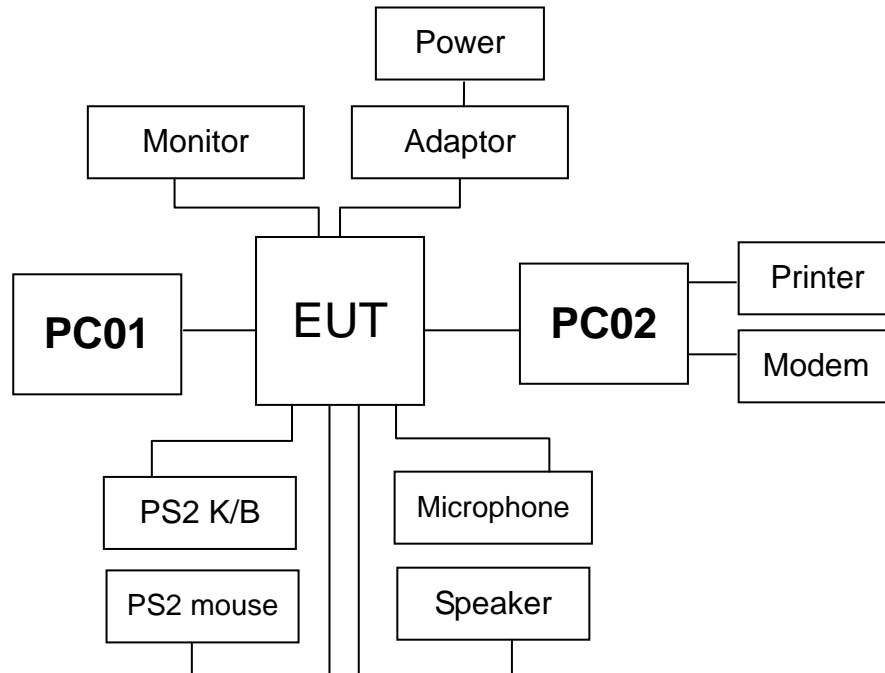 Power
Monitor
Adaptor
PC01
EUT
PC02
Printer
Modem
PS2 K/B
Microphone
PS2 mouse
Speaker